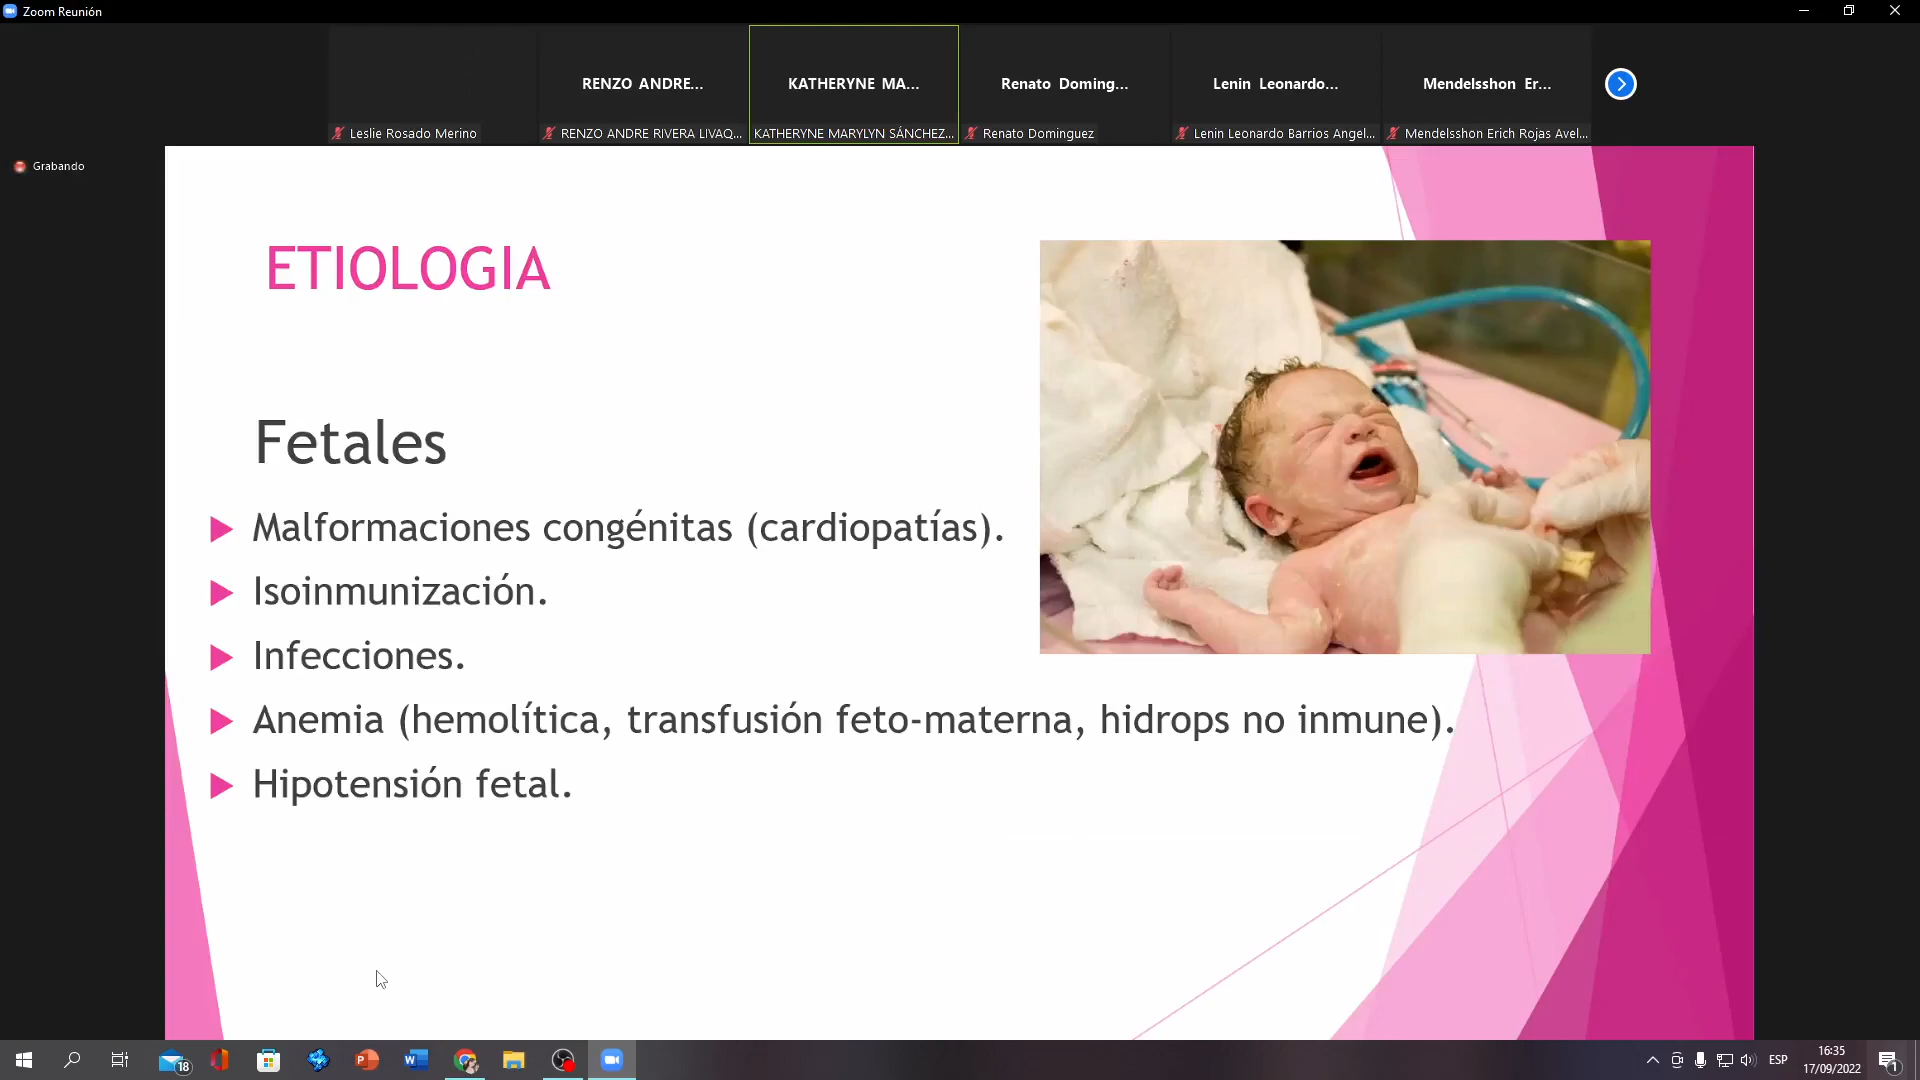 Zoom Reunión
RENZO ANDRE...
KATHERYNE MA...
Renato Doming...
Lenin Leonardo...
Mendelsshon Er...
Leslie Rosado Merino
RENZO ANDRE RIVERA LIVAQ...
KATHERYNE MARYLYN SÁNCHEZ...
Renato Dominguez
Lenin Leonardo Barrios Angel...
Mendelsshon Erich Rojas Avel...
Grabando
ETIOLOGIA
Fetales
Malformaciones congénitas (cardiopatías).
Isoinmunización.
Infecciones.
Anemia (hemolítica, transfusión feto-materna, hidrops no inmune).
Hipotensión fetal.
18
ESP
16:35
17/09/2022
1